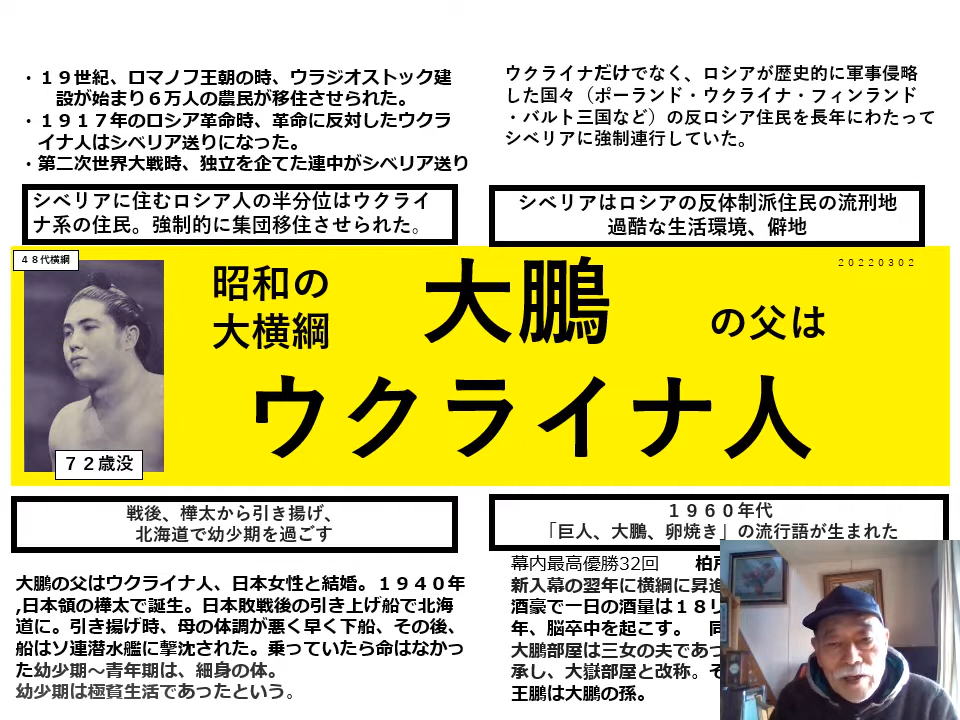 ・１９世紀、ロマノフ王朝の時、ウラジオストック建
設が始まり６万人の農民が移住させられた。
・１９１７年のロシア革命時、革命に反対したウクラ
イナ人はシベリア送りになった。
・第二次世界大戦時、独立を企てた連中がシベリア送り
ウクライナだけでなく、ロシアが歴史的に軍事侵略
した国々（ポーランド・ウクライナ・フィンランド
・バルト三国など）の反ロシア住民を長年にわたって
シベリアに強制連行していた。
シベリアに住むロシア人の半分位はウクライ
ナ系の住民。強制的に集団移住させられた。
シベリアはロシアの反体制派住民の流刑地
過酷な生活環境、僻地
４８代横綱
２０２２０３０２
昭和の
大横綱
大鵬
の父は
ウクライナ人
７２歳没
戦後、樺太から引き揚げ、
北海道で幼少期を過ごす
１９６０年代
「巨人、大鵬、卵焼き」の流行語が生まれた
大鵬の父はウクライナ人、日本女性と結婚。１９４０年
,日本領の樺太で誕生。日本敗戦後の引き上げ船で北海
道に。引き揚げ時、母の体調が悪く早く下船、その後、
船はソ連潜水艦に撃沈された。乗っていたら命はなかっ
た幼少期～青年期は、細身の体。
幼少期は極貧生活であったという。
幕内最高優勝32回　　柏戸
新入幕の翌年に横綱に昇進
酒豪で一日の酒量は１８リ
年、脳卒中を起こす。　同
大鵬部屋は三女の夫であっ
承し、大嶽部屋と改称。そ
王鵬は大鵬の孫。